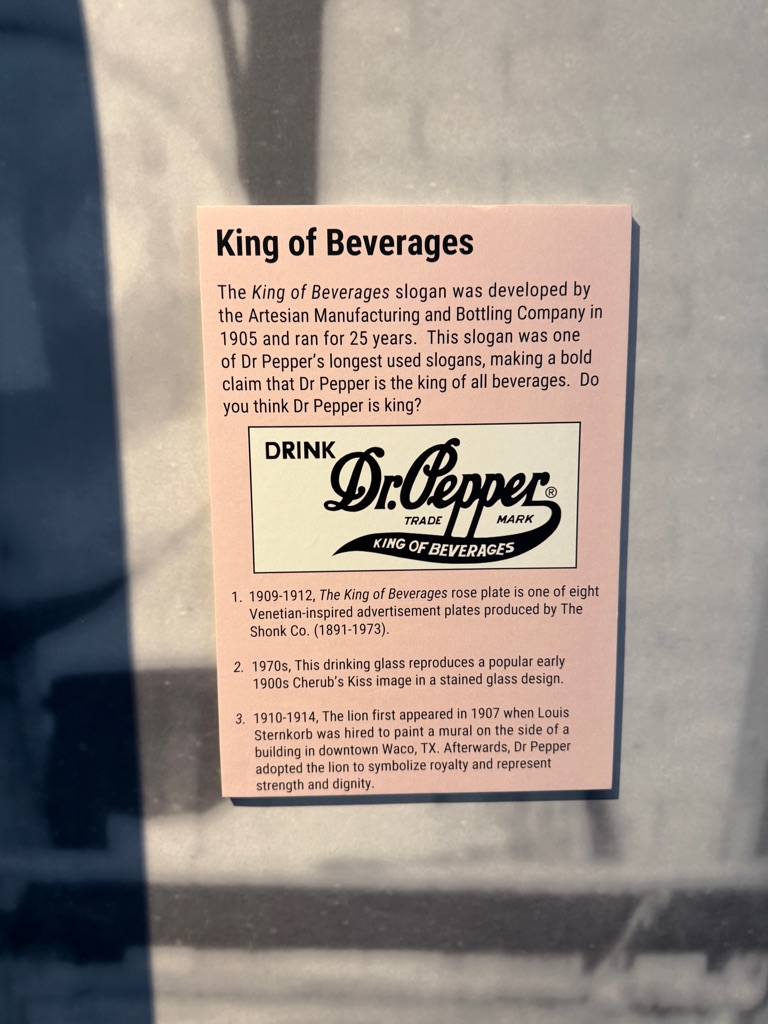 King of Beverages
The King of Beverages slogan was developed by
the Artesian Manufacturing and Bottling Company in
1905 and ran for 25 years.  This slogan was one
of Dr Pepper's longest used slogans, making a bold
claim that Dr Pepper is the king of all beverages.  Do
you think Dr Pepper is king?
DRINK
Dr. Pepper ®
TRADE MARK
KING OF BEVERAGES
1. 1909-1912, The King of Beverages rose plate is one of eight
Venetian-inspired advertisement plates produced by The
Shonk Co. (1891-1973).
2. 1970s, This drinking glass reproduces a popular early
1900s Cherub's Kiss image in a stained glass design.
3. 1910-1914, The lion first appeared in 1907 when Louis
Sternkorb was hired to paint a mural on the side of a
building in downtown Waco, TX. Afterwards, Dr Pepper
adopted the lion to symbolize royalty and represent
strength and dignity.